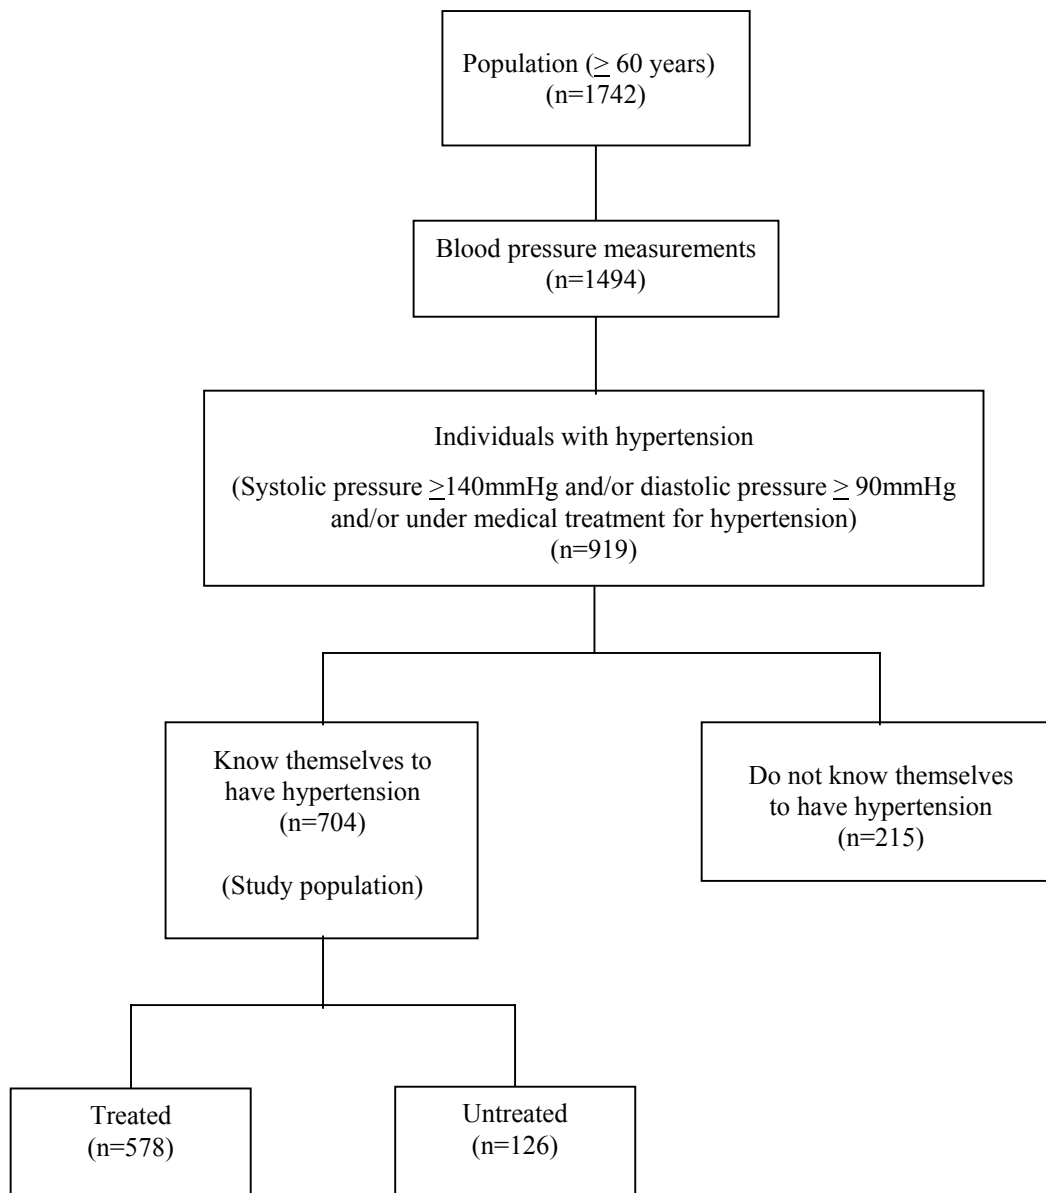 Population (≥ 60 years)
(n=1742)
Blood pressure measurements
(n=1494)
Individuals with hypertension
(Systolic pressure ≥140mmHg and/or diastolic pressure ≥ 90mmHg
and/or under medical treatment for hypertension)
(n=919)
Know themselves to
have hypertension
(n=704)
(Study population)
Do not know themselves
to have hypertension
(n=215)
Treated
(n=578)
Untreated
(n=126)